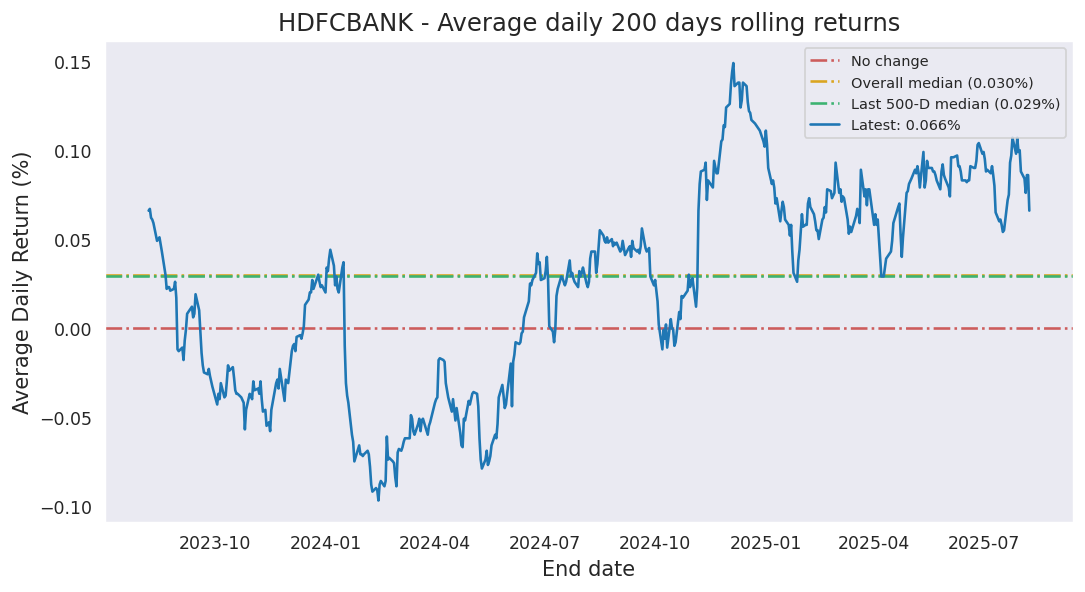 HDFCBANK - Average daily 200 days rolling returns
No change
Overall median (0.030%)
Last 500-D median (0.029%)
Latest: 0.066%
Average Daily Return (%)
0.15
0.10
0.05
0.00
−0.05
−0.10
2023-10 2024-01 2024-04 2024-07 2024-10 2025-01 2025-04 2025-07
End date